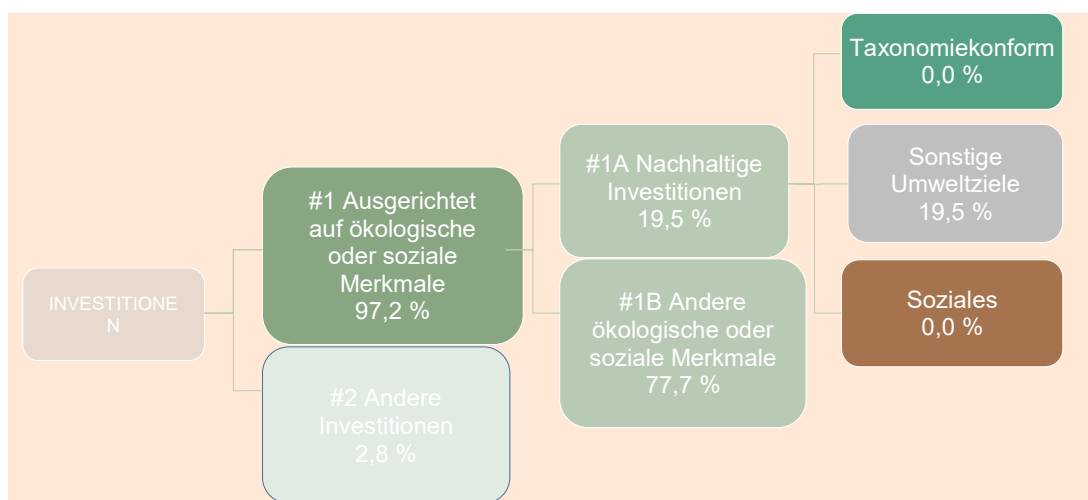 INVESTITIONE
N
#1 Ausgerichtet
auf ökologische
oder soziale
Merkmale
97,2 %
#2 Andere
Investitionen
2,8 %
#1A Nachhaltige
Investitionen
19,5 %
#1B Andere
ökologische oder
soziale Merkmale
77,7 %
Taxonomiekonform
0,0 %
Sonstige
Umweltziele
19,5 %
Soziales
0,0 %